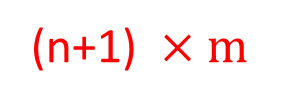 (n+1) × m